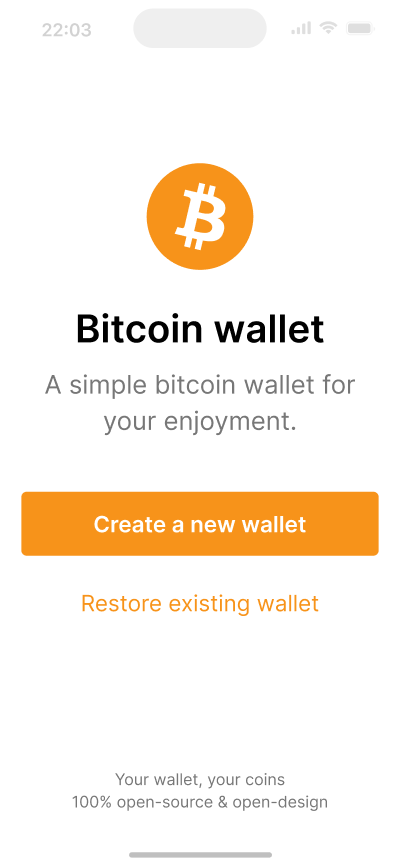 22:03
Bitcoin wallet
A simple bitcoin wallet for
your enjoyment.
Create a new wallet
Restore existing wallet
Your wallet, your coins
100% open-source & open-design